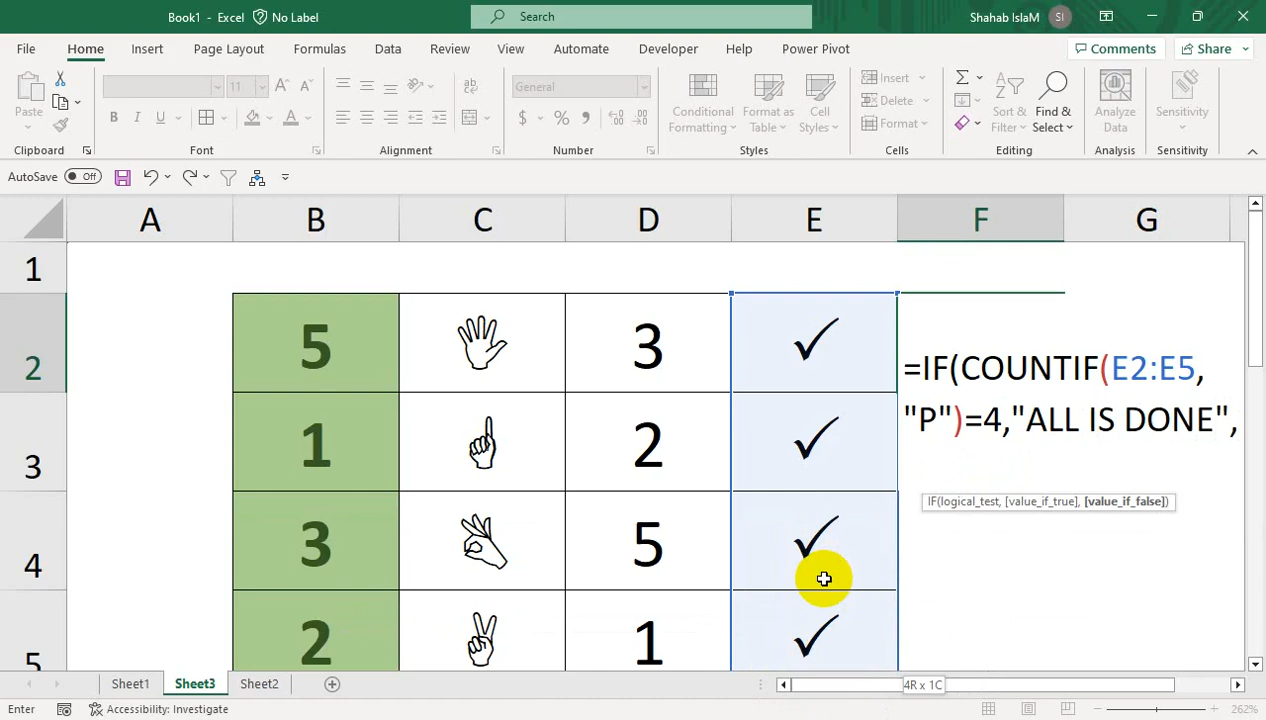 Book1 - Excel
No Label
Search
Shahab IslaM
SI
File
Home
Insert
Page Layout
Formulas
Data
Review
View
Automate
Developer
Help
Power Pivot
Comments
Share
Paste
Clipboard
11
B
I
U
Font
Alignment
General
Number
Conditional
Formatting
Format as
Table
Cell
Styles
Styles
Insert
Delete
Format
Cells
Sort &
Filter
Find &
Select
Editing
Analyze
Data
Analysis
Sensitivity
Sensitivity
AutoSave
Off
A
B
C
D
E
F
G
1
2
5
3
=IF(COUNTIF(E2:E5,
"P")=4,"ALL IS DONE",
3
1
2
IF(logical_test, [value_if_true], [value_if_false])
4
3
5
5
2
1
Sheet1
Sheet3
Sheet2
4R x 1C
Enter
Accessibility: Investigate
262%